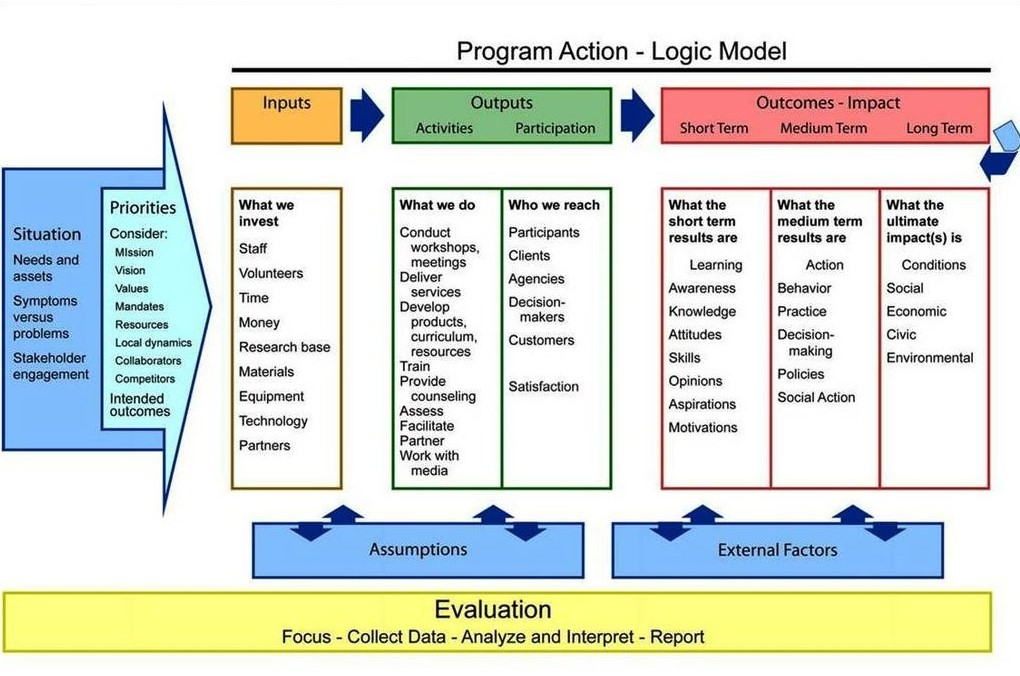 Program Action - Logic Model
Inputs
Outputs
Activities Participation
Outcomes - Impact
Short Term Medium Term Long Term
Situation
Needs and
assets
Symptoms
versus
problems
Stakeholder
engagement
Priorities
Consider:
MIssion
Vision
Values
Mandates
Resources
Local dynamics
Collaborators
Competitors
Intended
outcomes
What we
invest
Staff
Volunteers
Time
Money
Research base
Materials
Equipment
Technology
Partners
What we do
Conduct
workshops,
meetings
Deliver
services
Develop
products,
curriculum,
resources
Train
Provide
counseling
Assess
Facilitate
Partner
Work with
media
Who we reach
Participants
Clients
Agencies
Decision-
makers
Customers
Satisfaction
What the
short term
results are
Learning
Awareness
Knowledge
Attitudes
Skills
Opinions
Aspirations
Motivations
What the
medium term
results are
Action
Behavior
Practice
Decision-
making
Policies
Social Action
What the
ultimate
impact(s) is
Conditions
Social
Economic
Civic
Environmental
Assumptions
External Factors
Evaluation
Focus - Collect Data - Analyze and Interpret - Report